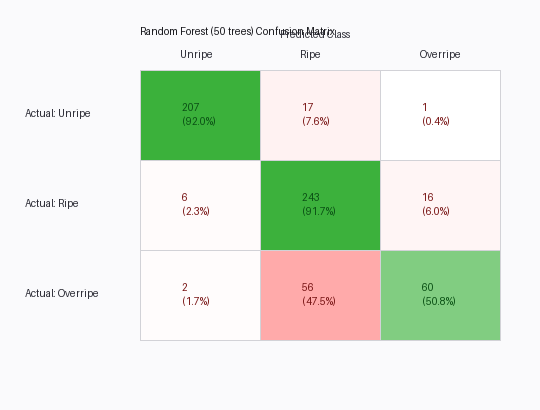 Random Forest (50 trees) Confusion Matrix
Predicted Class
Unripe Ripe Overripe
Actual: Unripe
207 17 1
(92.0%) (7.6%) (0.4%)
Actual: Ripe
6 243 16
(2.3%) (91.7%) (6.0%)
Actual: Overripe
2 56 60
(1.7%) (47.5%) (50.8%)